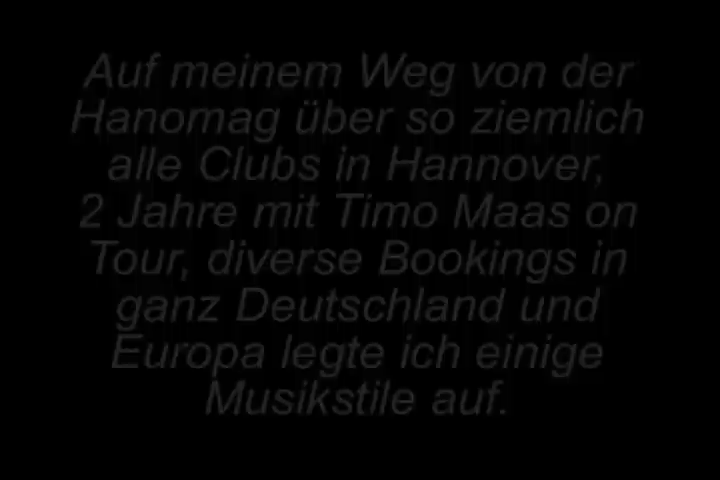 Auf meinem Weg von der
Hanomag über so ziemlich
alle Clubs in Hannover,
2 Jahre mit Timo Maas on
Tour, diverse Bookings in
ganz Deutschland und
Europa legte ich einige
Musikstile auf.